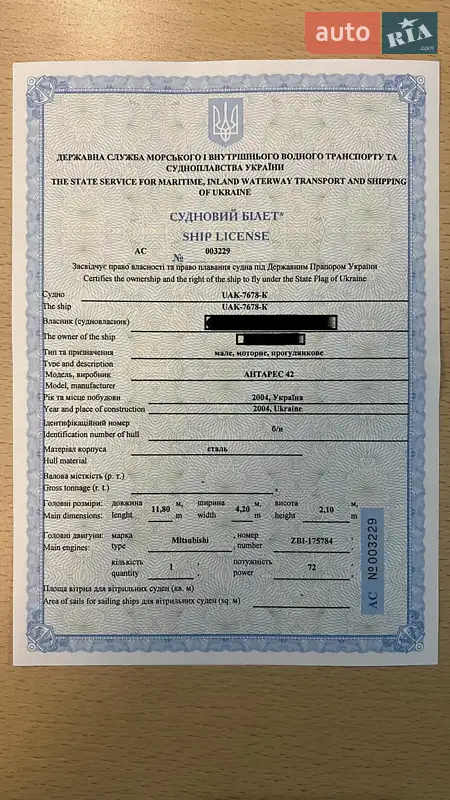 auto RIA
.com
ДЕРЖАВНА СЛУЖБА МОРСЬКОГО І ВНУТРІШНЬОГО ВОДНОГО ТРАНСПОРТУ ТА
СУДНОПЛАВСТВА УКРАЇНИ
THE STATE SERVICE FOR MARITIME, INLAND WATERWAY TRANSPORT AND SHIPPING
OF UKRAINE
СУДНОВИЙ БІЛЕТ*
SHIP LICENSE
АС № 003229
Засвідчує право власності та право плавання судна під Державним Прапором України
Certifies the ownership and the right of the ship to fly under the State Flag of Ukraine.
Судно UAK-7678-К
The ship UAK-7678-К
Власник (судновласник)
The owner of the ship
Тип та призначення мале, моторне, прогулянкове
Type and description
Модель, виробник АНТАРЕС 42
Model, manufacturer
Рік та місце побудови 2004, Україна
Year and place of construction 2004, Ukraine
Ідентифікаційний номер
Identification number of hull б/н
Матеріал корпуса сталь
Hull material
Валова місткість (р. т.)
Gross tonnage (r. t.) - ,
Головні розміри: довжина 11,80 м, ширина 4,20 м, висота 2,10 м,
Main dimensions: lenght m width m height m
Головні двигуни: марка Mitsubishi , номер ZBI-175784 ,
Main engines: type number
кількість 1 , потужність 72 ,
quantity power
Площа вітрил для вітрильних суден (кв. м)
Area of sails for sailing ships для вітрильних суден (sq. м) - .
АС №003229